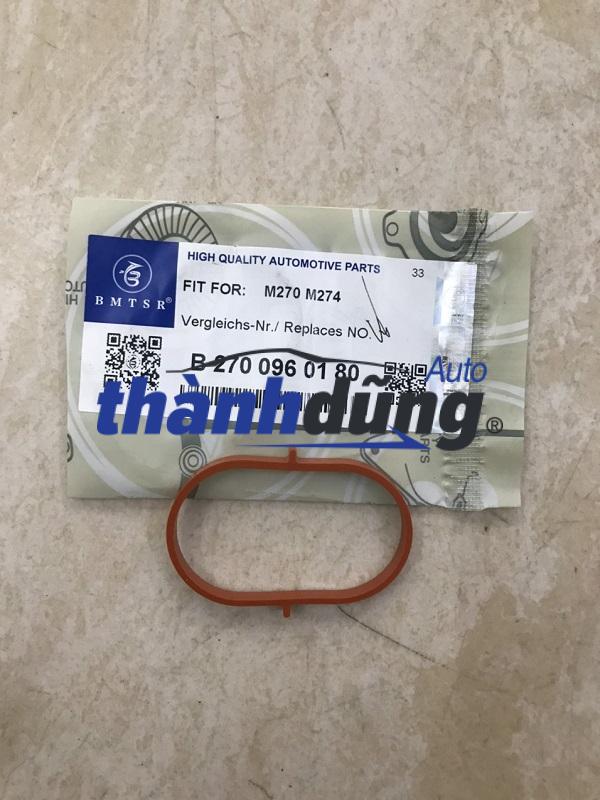 HIGH QUALITY AUTOMOTIVE PARTS
33
BMTSR®
FIT FOR: M270 M274
Vergleichs-Nr./ Replaces NO.
B 270 096 01 80
Auto
thànhdũng®
PARTS